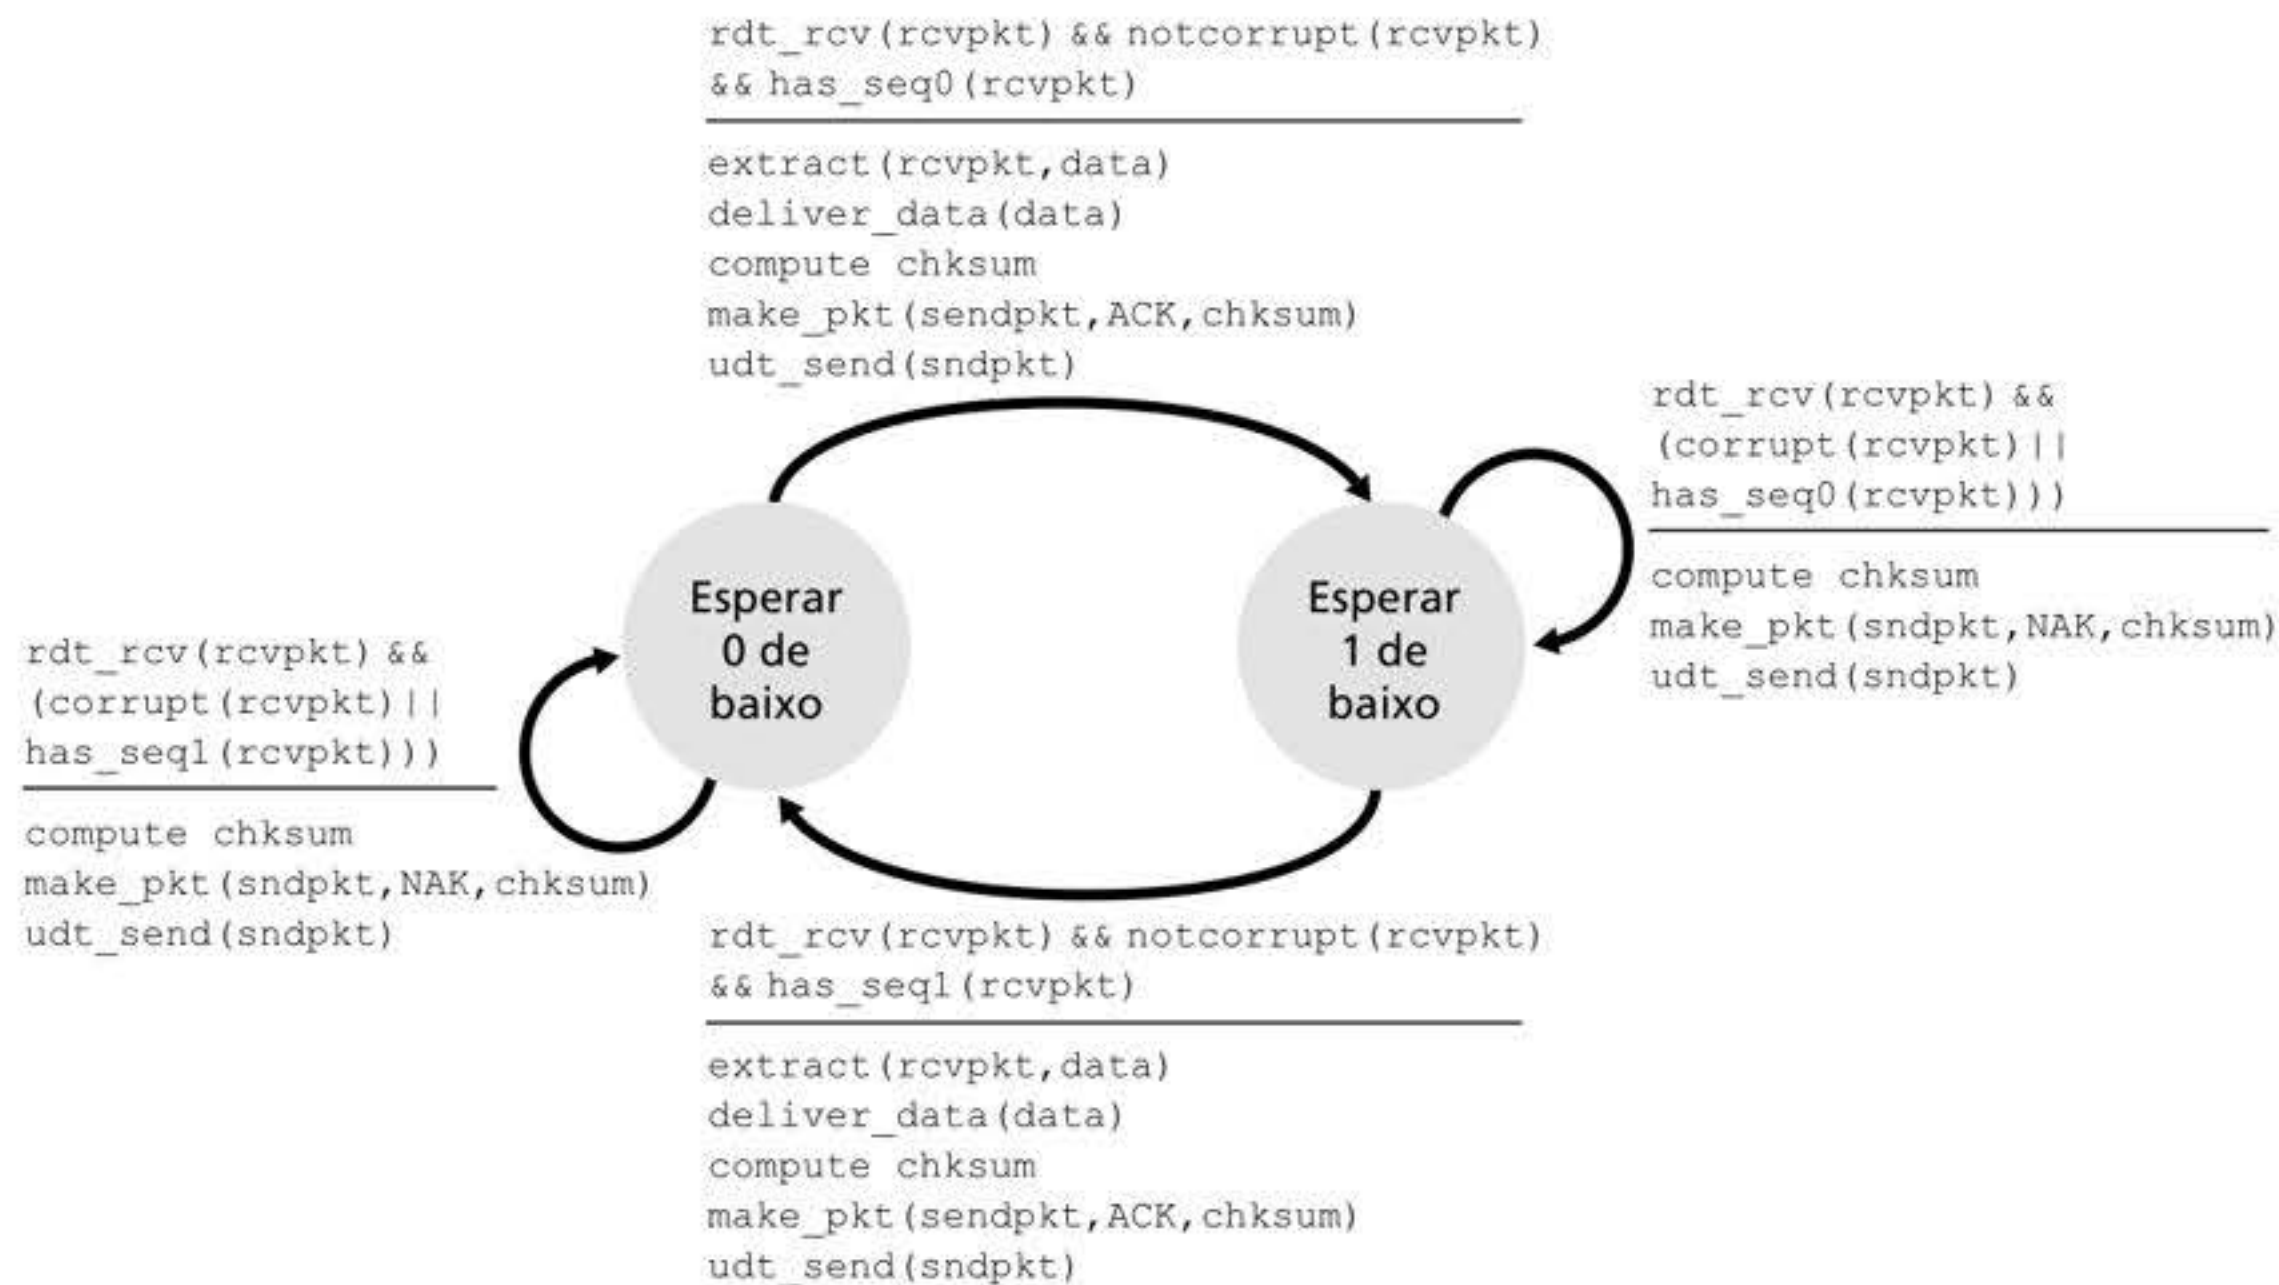 rdt_rcv(rcvpkt) && notcorrupt(rcvpkt)
&& has_seq0(rcvpkt)
extract(rcvpkt,data)
deliver_data(data)
compute chksum
make_pkt(sendpkt,ACK,chksum)
udt_send(sndpkt)
rdt_rcv(rcvpkt) &&
(corrupt(rcvpkt)||
has_seq0(rcvpkt)))
compute chksum
make_pkt(sndpkt,NAK,chksum)
udt_send(sndpkt)
Esperar
0 de
baixo
Esperar
1 de
baixo
rdt_rcv(rcvpkt) &&
(corrupt(rcvpkt)||
has_seq1(rcvpkt)))
compute chksum
make_pkt(sndpkt,NAK,chksum)
udt_send(sndpkt)
rdt_rcv(rcvpkt) && notcorrupt(rcvpkt)
&& has_seq1(rcvpkt)
extract(rcvpkt,data)
deliver_data(data)
compute chksum
make_pkt(sendpkt,ACK,chksum)
udt_send(sndpkt)